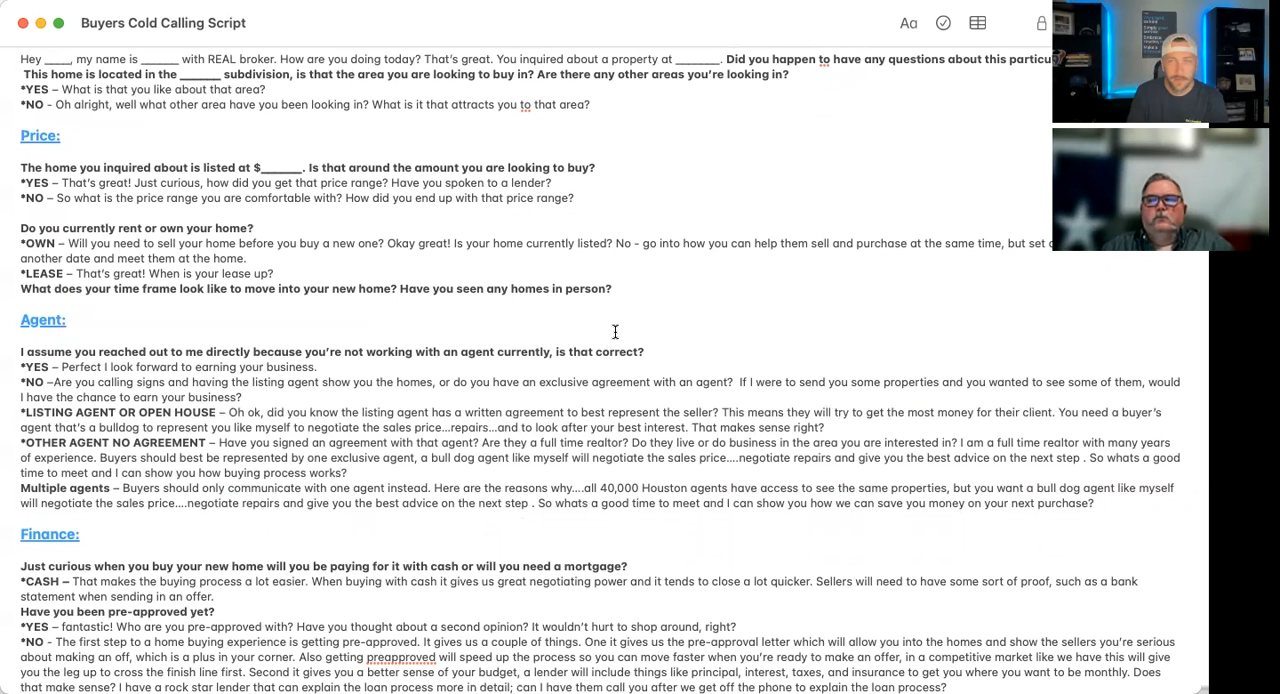 Buyers Cold Calling Script
Aa
Hey _____, my name is _______ with REAL broker. How are you doing today? That's great. You inquired about a property at ________. Did you happen to have any questions about this particu
This home is located in the _______ subdivision, is that the area you are looking to buy in? Are there any other areas you're looking in?
*YES – What is that you like about that area?
*NO - Oh alright, well what other area have you been looking in? What is it that attracts you to that area?
Price:
The home you inquired about is listed at $_______. Is that around the amount you are looking to buy?
*YES – That's great! Just curious, how did you get that price range? Have you spoken to a lender?
*NO – So what is the price range you are comfortable with? How did you end up with that price range?
Do you currently rent or own your home?
*OWN – Will you need to sell your home before you buy a new one? Okay great! Is your home currently listed? No - go into how you can help them sell and purchase at the same time, but set
another date and meet them at the home.
*LEASE – That's great! When is your lease up?
What does your time frame look like to move into your new home? Have you seen any homes in person?
Agent:
I assume you reached out to me directly because you're not working with an agent currently, is that correct?
*YES – Perfect I look forward to earning your business.
*NO –Are you calling signs and having the listing agent show you the homes, or do you have an exclusive agreement with an agent?  If I were to send you some properties and you wanted to see some of them, would
I have the chance to earn your business?
*LISTING AGENT OR OPEN HOUSE – Oh ok, did you know the listing agent has a written agreement to best represent the seller? This means they will try to get the most money for their client. You need a buyer's
agent that's a bulldog to represent you like myself to negotiate the sales price...repairs...and to look after your best interest. That makes sense right?
*OTHER AGENT NO AGREEMENT – Have you signed an agreement with that agent? Are they a full time realtor? Do they live or do business in the area you are interested in? I am a full time realtor with many years
of experience. Buyers should best be represented by one exclusive agent, a bull dog agent like myself will negotiate the sales price....negotiate repairs and give you the best advice on the next step . So whats a good
time to meet and I can show you how buying process works?
Multiple agents – Buyers should only communicate with one agent instead. Here are the reasons why....all 40,000 Houston agents have access to see the same properties, but you want a bull dog agent like myself
will negotiate the sales price....negotiate repairs and give you the best advice on the next step . So whats a good time to meet and I can show you how we can save you money on your next purchase?
Finance:
Just curious when you buy your new home will you be paying for it with cash or will you need a mortgage?
*CASH – That makes the buying process a lot easier. When buying with cash it gives us great negotiating power and it tends to close a lot quicker. Sellers will need to have some sort of proof, such as a bank
statement when sending in an offer.
Have you been pre-approved yet?
*YES – fantastic! Who are you pre-approved with? Have you thought about a second opinion? It wouldn't hurt to shop around, right?
*NO - The first step to a home buying experience is getting pre-approved. It gives us a couple of things. One it gives us the pre-approval letter which will allow you into the homes and show the sellers you're serious
about making an off, which is a plus in your corner. Also getting preapproved will speed up the process so you can move faster when you're ready to make an offer, in a competitive market like we have this will give
you the leg up to cross the finish line first. Second it gives you a better sense of your budget, a lender will include things like principal, interest, taxes, and insurance to get you where you want to be monthly. Does
that make sense? I have a rock star lender that can explain the loan process more in detail; can I have them call you after we get off the phone to explain the loan process?